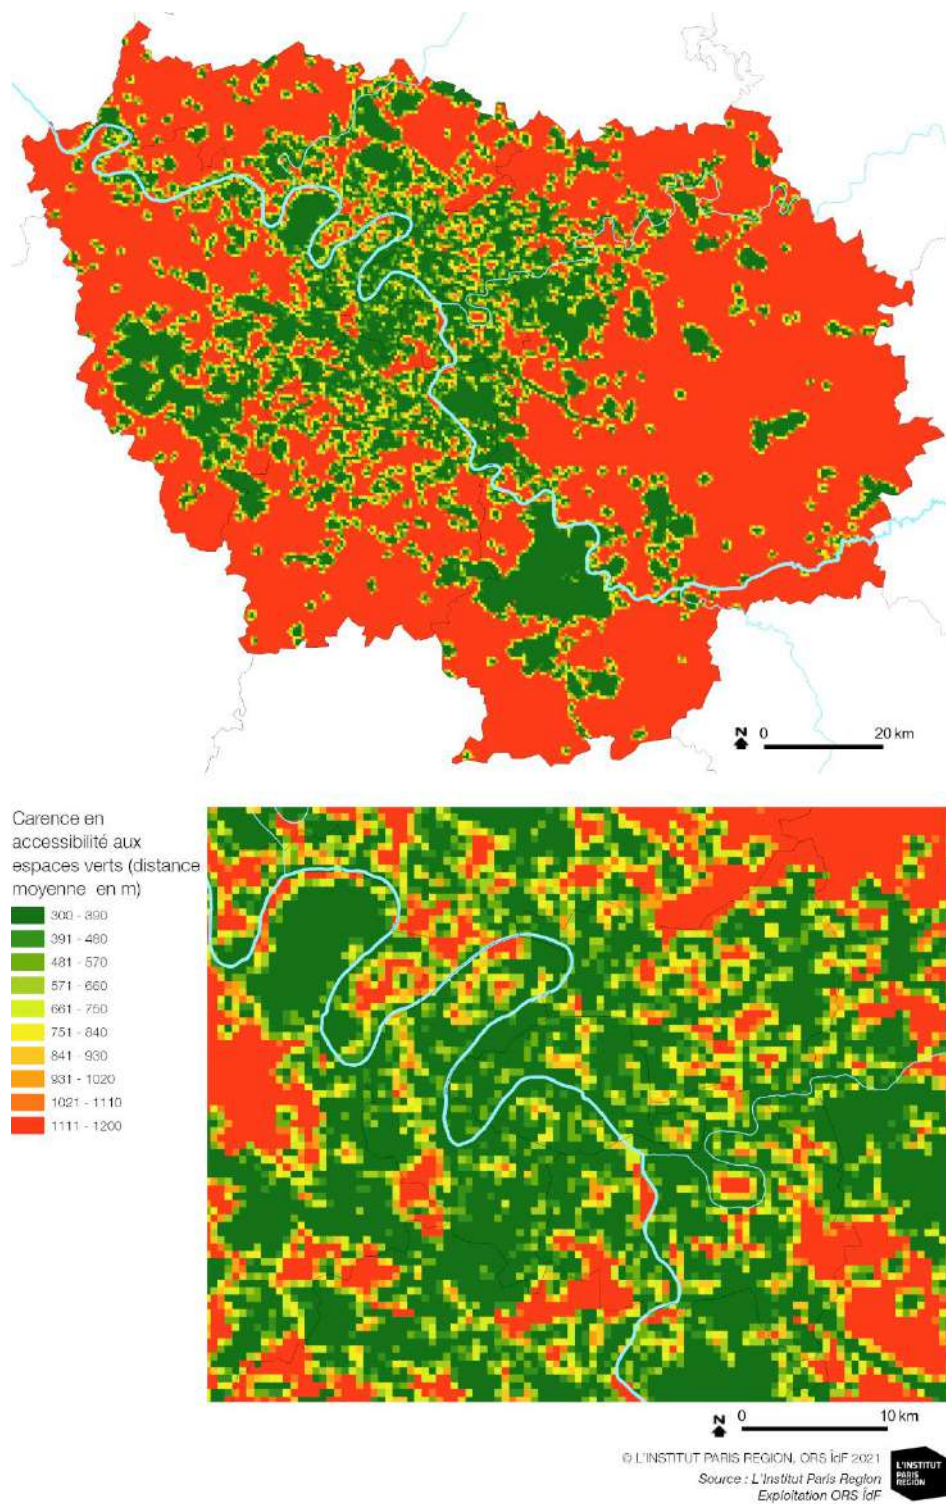 N 0 20 km
Carence en
accessibilité aux
espaces verts (distance
moyenne en m)
300 - 390
391 - 480
481 - 570
571 - 660
661 - 750
751 - 840
841 - 930
931 - 1020
1021 - 1110
1111 - 1200
N 0 10 km
© L'INSTITUT PARIS REGION, ORS ÎdF 2021
Source : L'Institut Paris Region
Exploitation ORS ÎdF
L'INSTITUT
PARIS
REGION